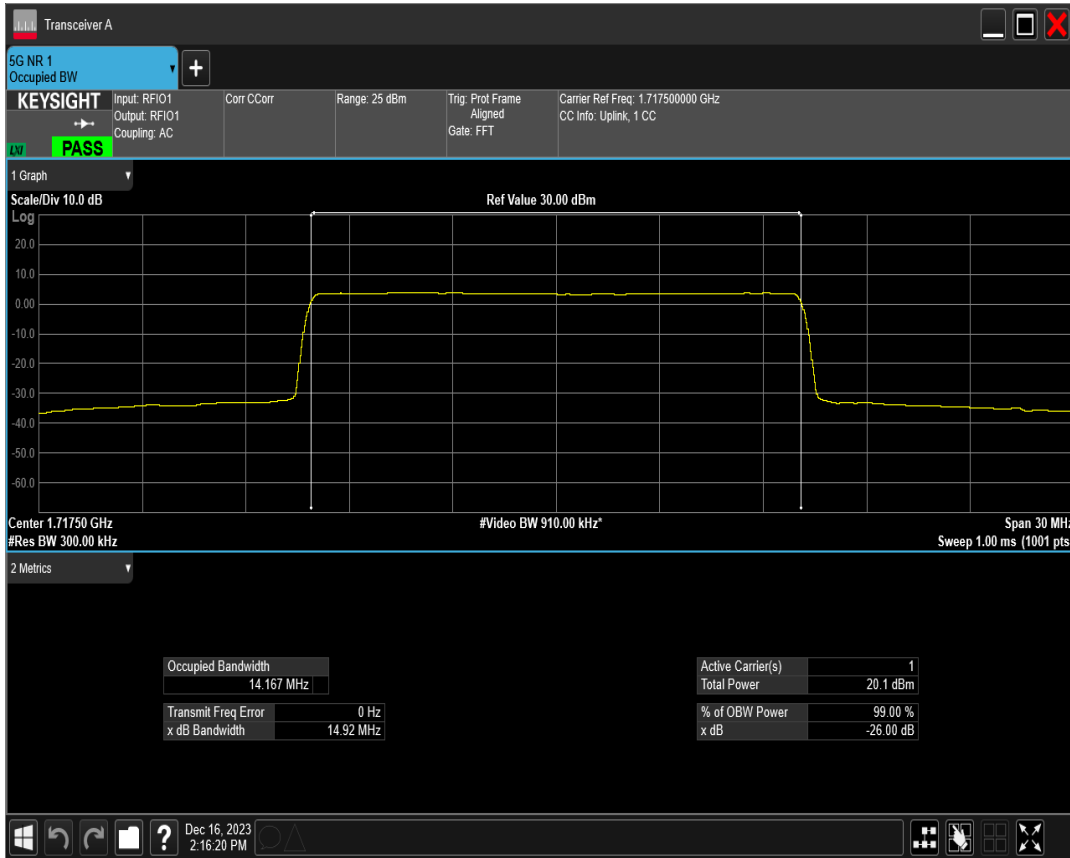 Transceiver A
5G NR 1
Occupied BW
+
KEYSIGHT
LXI
PASS
Input: RFIO1
Output: RFIO1
Coupling: AC
Corr CCorr
Range: 25 dBm
Trig: Prot Frame
Aligned
Gate: FFT
Carrier Ref Freq: 1.717500000 GHz
CC Info: Uplink, 1 CC
1 Graph
Scale/Div 10.0 dB
Ref Value 30.00 dBm
Log
20.0
10.0
0.00
-10.0
-20.0
-30.0
-40.0
-50.0
-60.0
Center 1.71750 GHz
#Video BW 910.00 kHz*
Span 30 MHz
#Res BW 300.00 kHz
Sweep 1.00 ms (1001 pts
2 Metrics
Occupied Bandwidth
14.167 MHz
Transmit Freq Error 0 Hz
x dB Bandwidth 14.92 MHz
Active Carrier(s) 1
Total Power 20.1 dBm
% of OBW Power 99.00 %
x dB -26.00 dB
?
Dec 16, 2023
2:16:20 PM